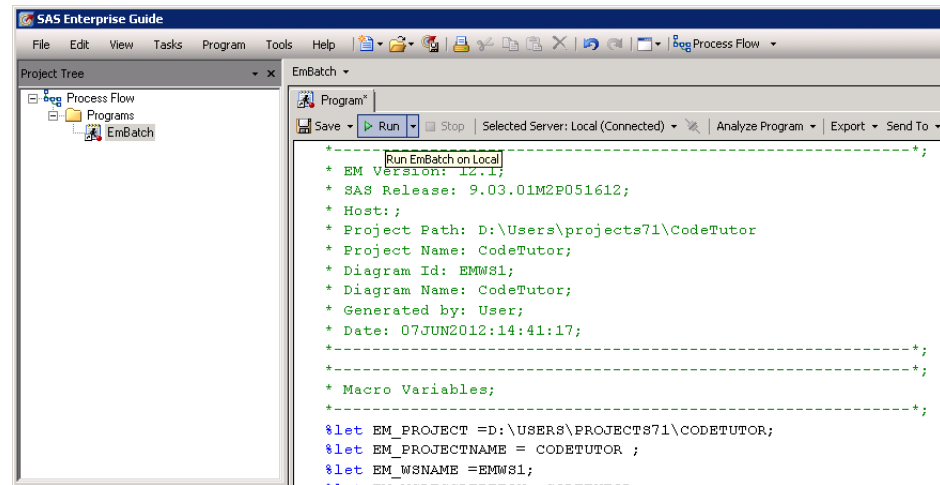 SAS Enterprise Guide
File Edit View Tasks Program Tools Help Process Flow
Project Tree
EmBatch
Process Flow
Programs
EmBatch
Program*
Save Run Stop Selected Server: Local (Connected) Analyze Program Export Send To
*------------------------------------------------------------*;
Run EmBatch on Local
* EM Version: 12.1;
* SAS Release: 9.03.01M2P051612;
* Host:;
* Project Path: D:\Users\projects71\CodeTutor
* Project Name: CodeTutor;
* Diagram Id: EMWS1;
* Diagram Name: CodeTutor;
* Generated by: User;
* Date: 07JUN2012:14:41:17;
*------------------------------------------------------------*;
*------------------------------------------------------------*;
* Macro Variables;
*------------------------------------------------------------*;
%let EM_PROJECT =D:\USERS\PROJECTS71\CODETUTOR;
%let EM_PROJECTNAME = CODETUTOR ;
%let EM_WSNAME =EMWS1;